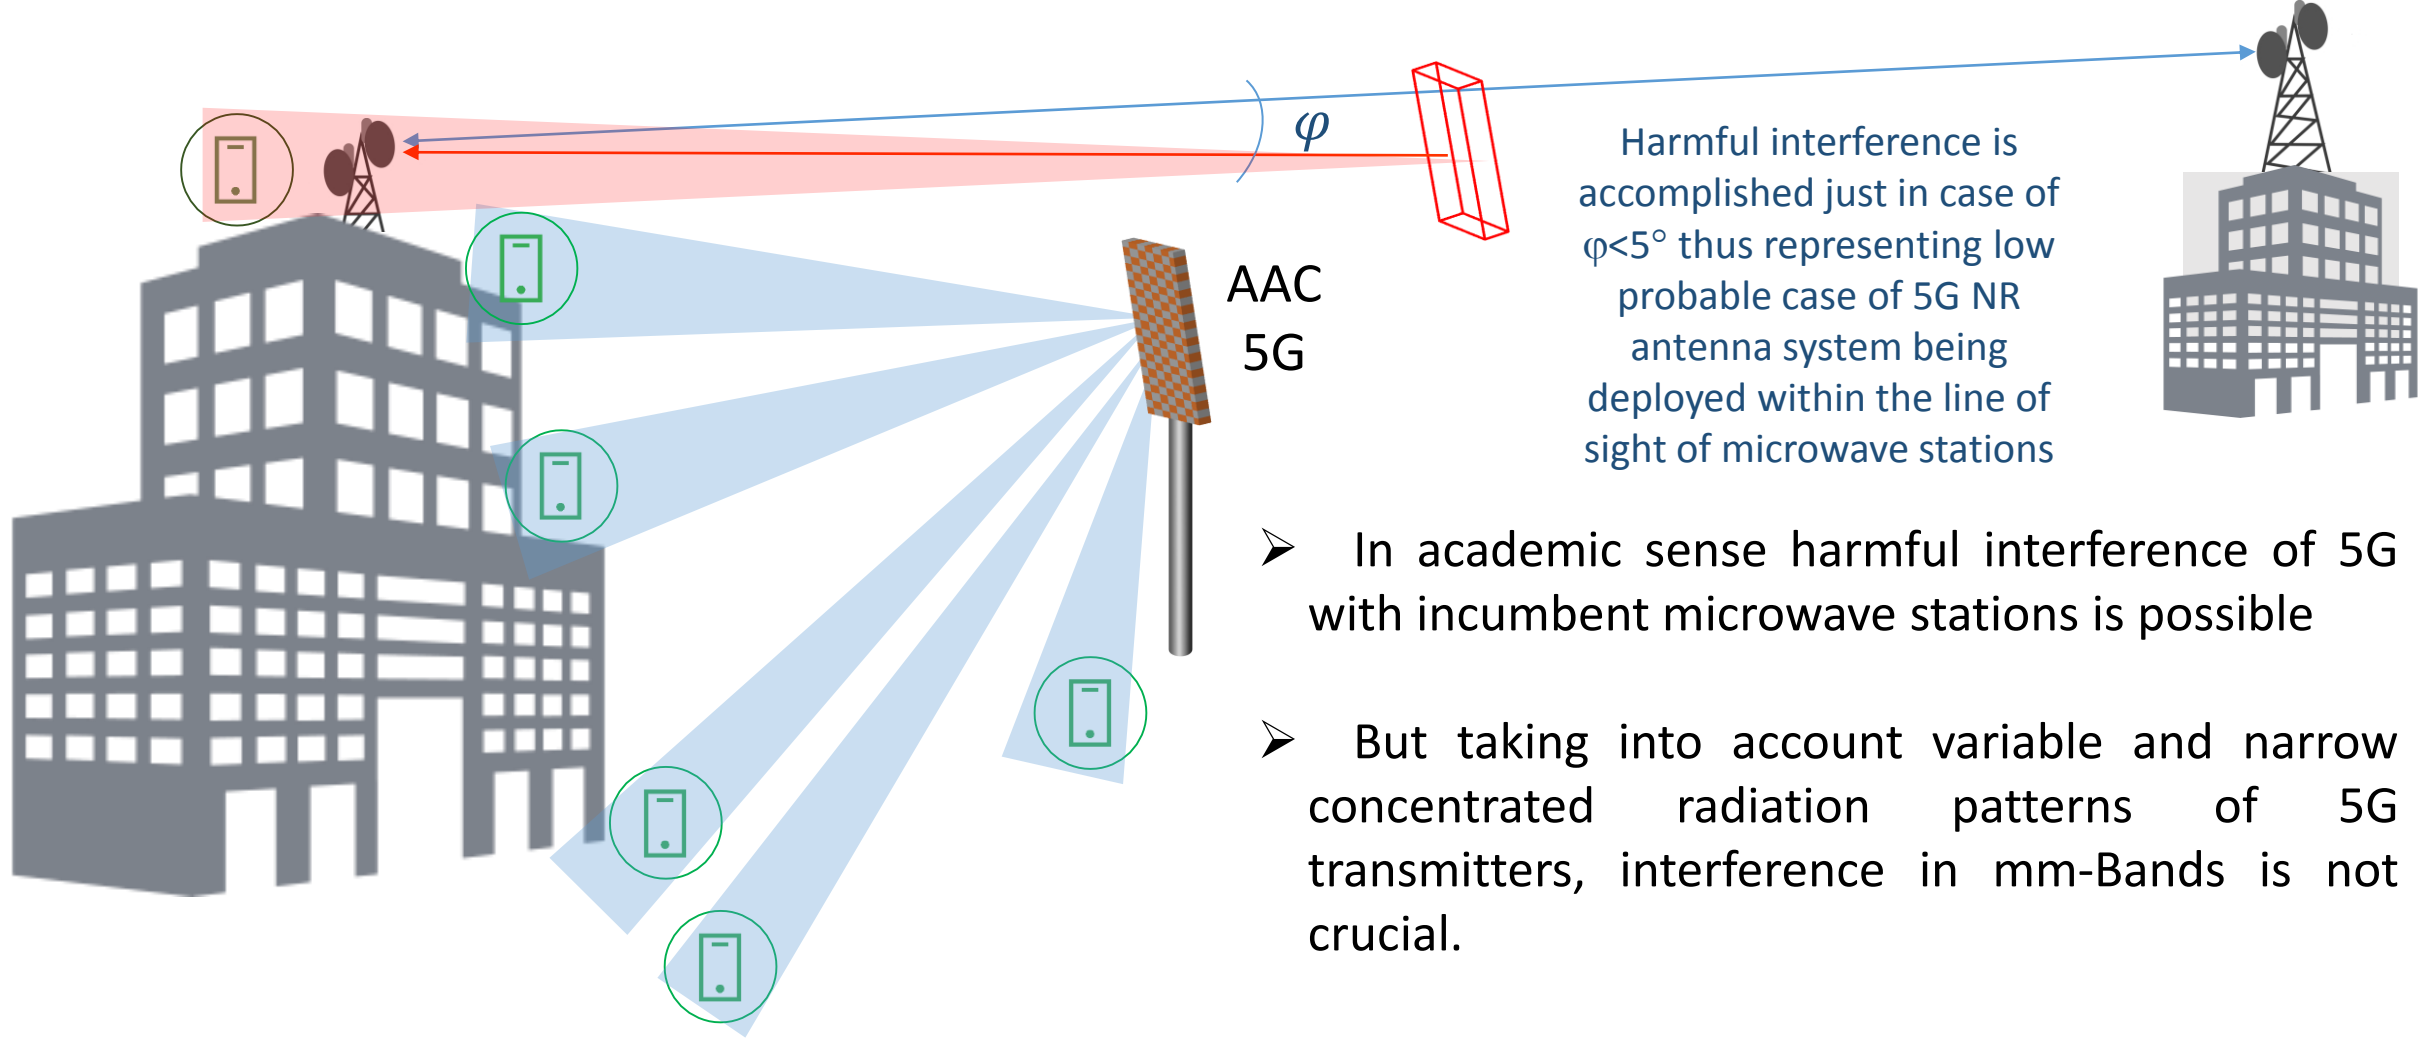 φ
Harmful interference is
accomplished just in case of
φ<5° thus representing low
probable case of 5G NR
antenna system being
deployed within the line of
sight of microwave stations
AAC
5G
➢ In academic sense harmful interference of 5G
with incumbent microwave stations is possible
➢ But taking into account variable and narrow
concentrated radiation patterns of 5G
transmitters, interference in mm-Bands is not
crucial.